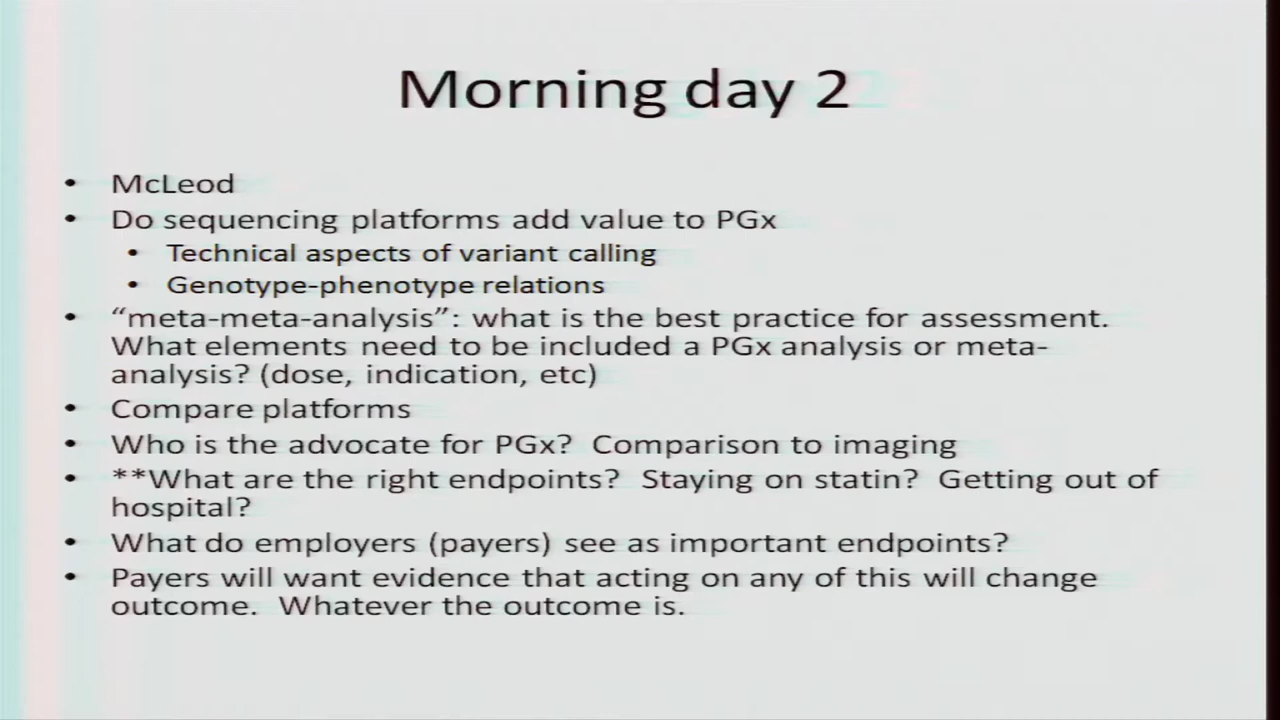 Morning day 2
• McLeod
• Do sequencing platforms add value to PGx
• Technical aspects of variant calling
• Genotype-phenotype relations
• “meta-meta-analysis”: what is the best practice for assessment.
What elements need to be included a PGx analysis or meta-
analysis? (dose, indication, etc)
• Compare platforms
• Who is the advocate for PGx?  Comparison to imaging
• **What are the right endpoints?  Staying on statin?  Getting out of
hospital?
• What do employers (payers) see as important endpoints?
• Payers will want evidence that acting on any of this will change
outcome.  Whatever the outcome is.